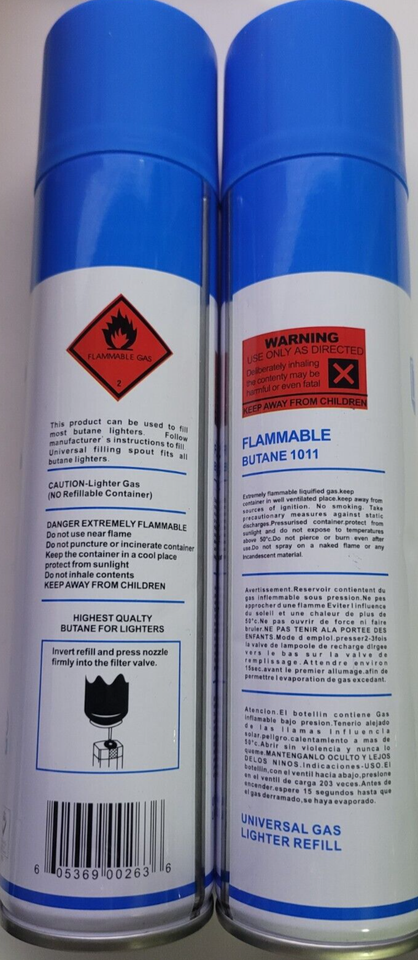 FLAMMABLE GAS
2
This product can be used to fill
most butane lighters. Follow
manufacturer's instructions to fill.
Universal filling spout fits all
butane lighters.
CAUTION-Lighter Gas
(NO Refillable Container)
DANGER EXTREMELY FLAMMABLE
Do not use near flame
Do not puncture or incinerate container
Keep the container in a cool place
protect from sunlight
Do not inhale contents
KEEP AWAY FROM CHILDREN
HIGHEST QUALTY
BUTANE FOR LIGHTERS
Invert refill and press nozzle
firmly into the filter valve.
6 05369 00263 6
WARNING
USE ONLY AS DIRECTED
Deliberately inhaling
the contenty may be
harmful or even fatal
KEEP AWAY FROM CHILDREN
FLAMMABLE
BUTANE 1011
Extremely flammable liquified gas.keep
container in well ventilated place.keep away from
sources of ignition. No smoking. Take
precautionary measures against static
discharges.Pressurised container.protect from
sunlight and do not expose to temperatures
above 50°c.Do not pierce or burn even after
use.Do not spray on a naked flame or any
incandescent material.
Avertissement.Reservoir contientent du
gas inflemmable sous pression.Ne pas
approcher d une flamme Eviter l influence
du soleil et une chaleur de plus de
50°c.Ne pas ouvrir de force ni faire
bruler.NE PAS TENIR ALA PORTEE DES
ENFANTS.Mode d emploi.presser2-3fois
la valve de lampoole de recharge dirgee
vers le bas sur la valve de
remplissage.Attendre environ
15sec.avant le premier allumage.afin de
permettre l evaporation de gas excedant.
Atencion.El botellin contiene Gas
Inflamable bajo presion.Tenerio alejado
de las llamas Influencla
solar.peligro.calentamiento a mas de
50°c.Abrir sin violencia y nunca lo
queme.MANTENGANLO OCULTO Y LEJOS
DELOS NINOS.Indicaciones-USO.El
botellin,con el ventil hacia abajo,presione
en el ventil de carga 203 veces.Antes de
encender.espere 15 segundos hasta que
el gas derramado,se haya evaporado.
UNIVERSAL GAS
LIGHTER REFILL